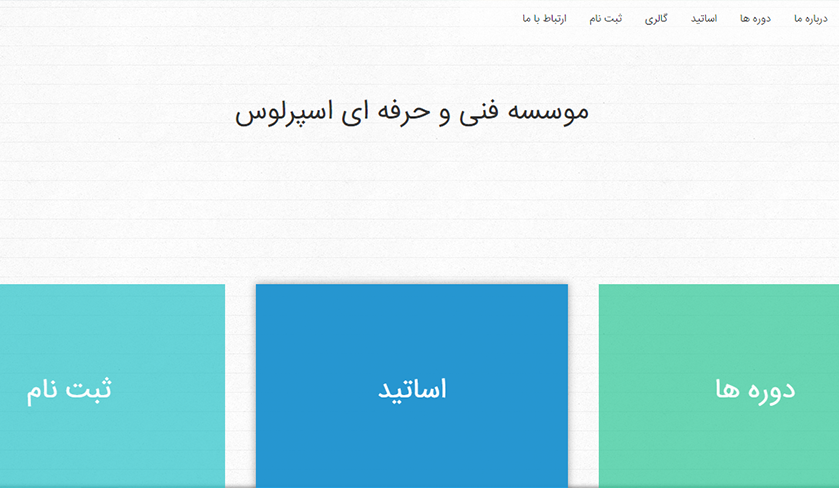 درباره ما دوره ها اساتید گالری ثبت نام ارتباط با ما
موسسه فنی و حرفه ای اسپرلوس
دوره ها اساتید ثبت نام